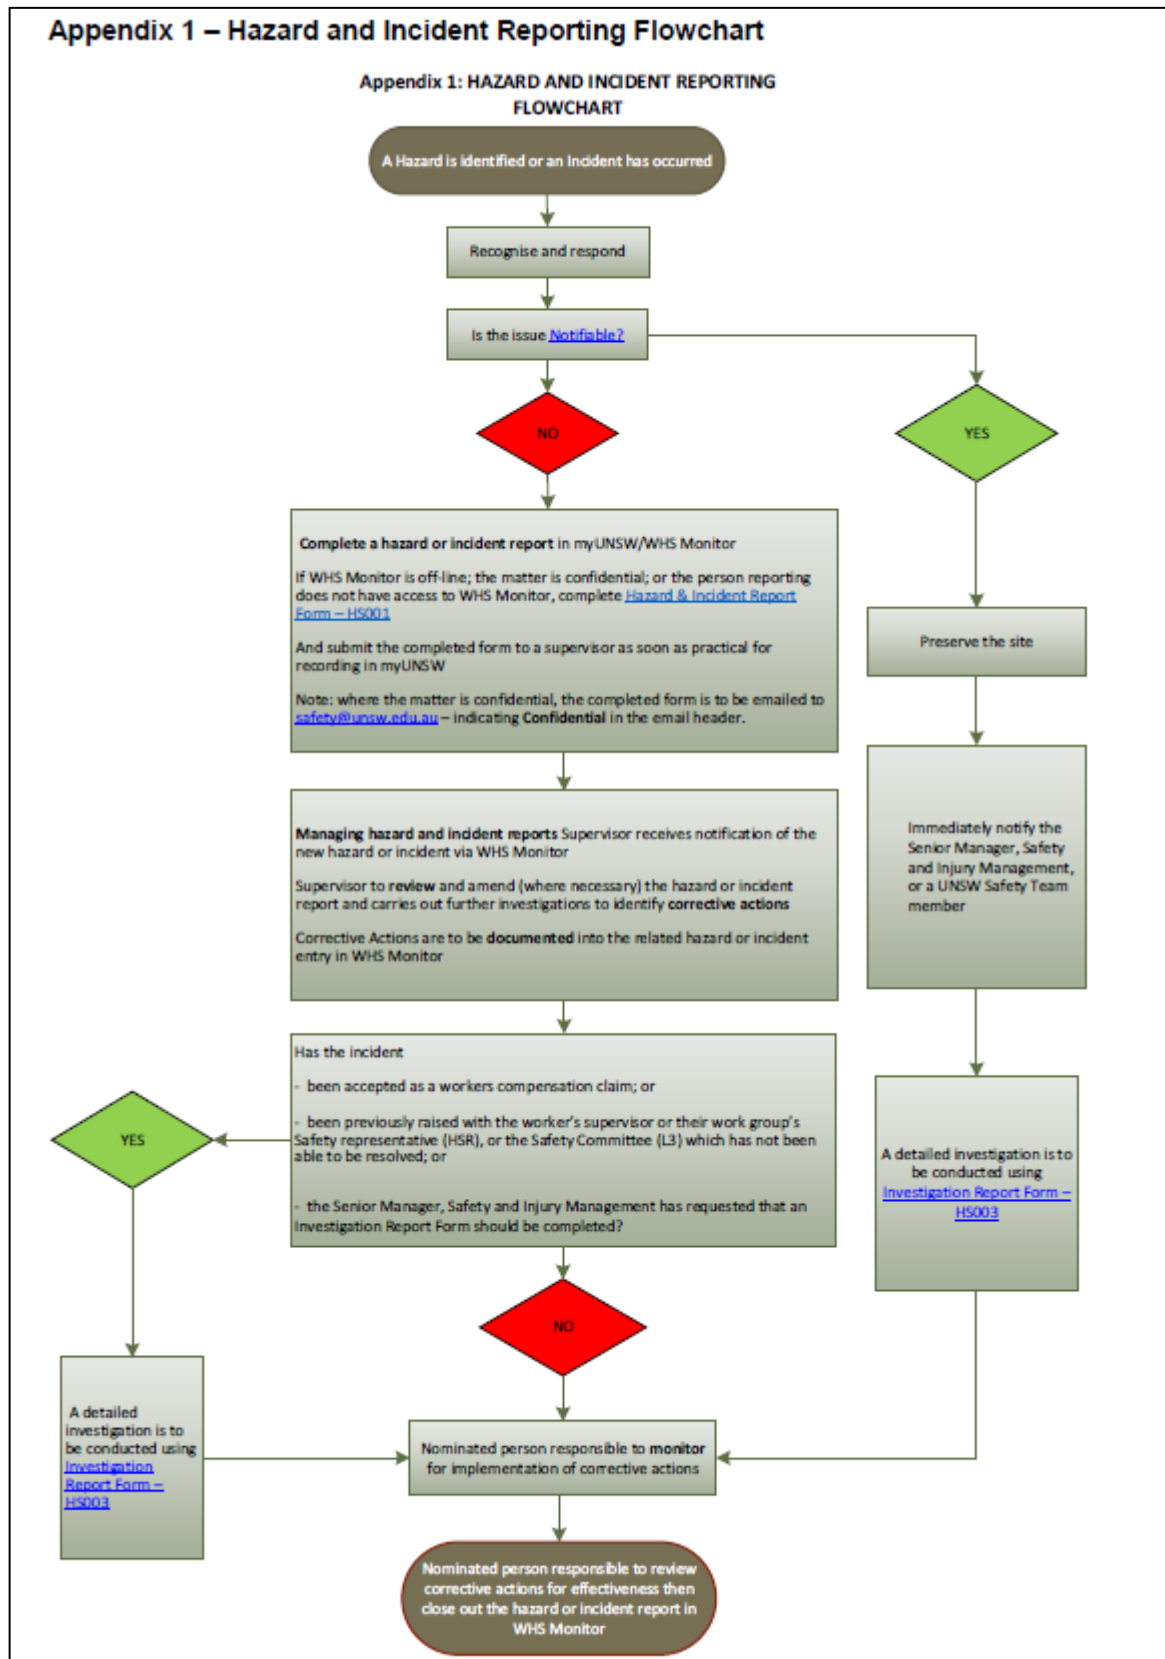 Appendix 1 – Hazard and Incident Reporting Flowchart
Appendix 1: HAZARD AND INCIDENT REPORTING
FLOWCHART
A Hazard is identified or an Incident has occurred
Recognise and respond
Is the issue Notifiable?
NO
YES
Complete a hazard or incident report in myUNSW/WHS Monitor
If WHS Monitor is off-line; the matter is confidential; or the person reporting
does not have access to WHS Monitor, complete Hazard & Incident Report
Form – HS001
And submit the completed form to a supervisor as soon as practical for
recording in myUNSW
Note: where the matter is confidential, the completed form is to be emailed to
safety@unsw.edu.au – indicating Confidential in the email header.
Preserve the site
Managing hazard and incident reports Supervisor receives notification of the
new hazard or incident via WHS Monitor
Supervisor to review and amend (where necessary) the hazard or incident
report and carries out further investigations to identify corrective actions
Corrective Actions are to be documented into the related hazard or incident
entry in WHS Monitor
Immediately notify the
Senior Manager, Safety
and Injury Management,
or a UNSW Safety Team
member
Has the incident
- been accepted as a workers compensation claim; or
- been previously raised with the worker's supervisor or their work group's
Safety representative (HSR), or the Safety Committee (L3) which has not been
able to be resolved; or
- the Senior Manager, Safety and Injury Management has requested that an
Investigation Report Form should be completed?
YES
A detailed investigation is to
be conducted using
Investigation Report Form –
HS003
NO
A detailed
investigation is to
be conducted using
Investigation
Report Form –
HS003
Nominated person responsible to monitor
for implementation of corrective actions
Nominated person responsible to review
corrective actions for effectiveness then
close out the hazard or incident report in
WHS Monitor